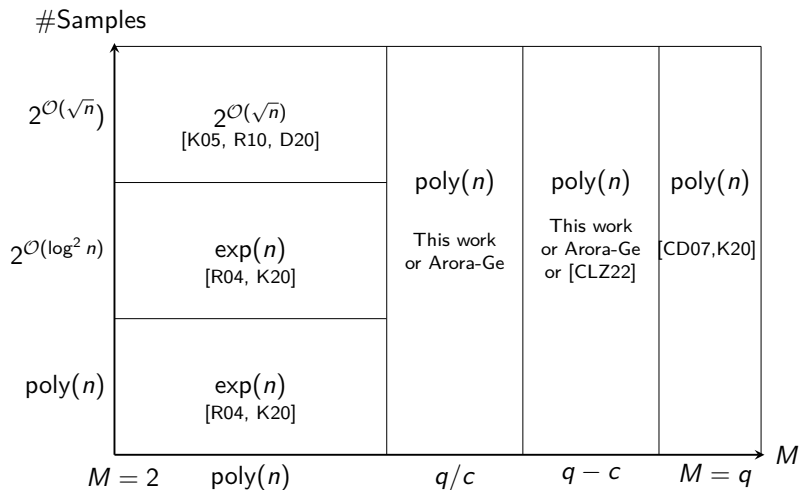 #Samples
2^{O(√n)}
2^{O(√n)}
[K05, R10, D20]
poly(n)
poly(n)
poly(n)
2^{O(log² n)}
exp(n)
[R04, K20]
This work
or Arora-Ge
This work
or Arora-Ge
or [CLZ22]
[CD07,K20]
poly(n)
exp(n)
[R04, K20]
M
M = 2
poly(n)
q/c
q − c
M = q